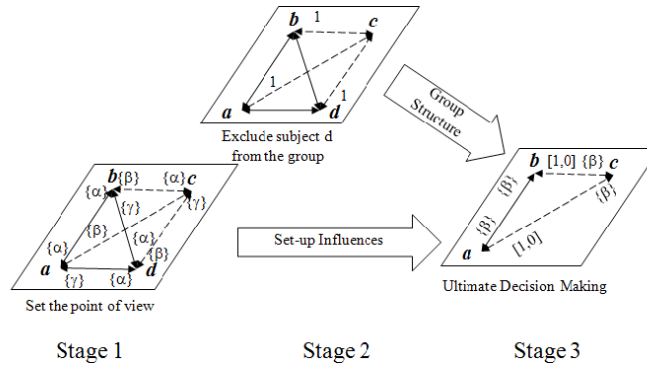 b 1 c
1
a d 1
Exclude subject d
from the group
Group
Structure
b{β} {α}c
{α} {γ} {γ}
{β} {α}
{α} {β}
a d
{γ} {α}
Set the point of view
Set-up Influences
b [1,0] {β} c
{β} {β}
{β}
a [1,0]
Ultimate Decision Making
Stage 1 Stage 2 Stage 3